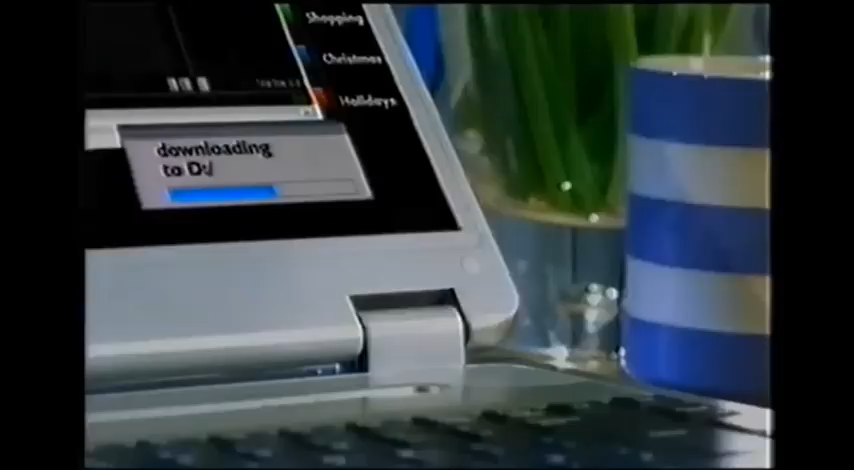 Shopping
Christmas
Holidays
downloading
to D:/